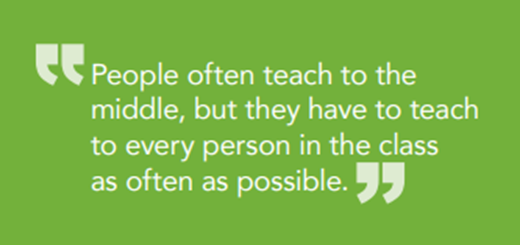 ❜❜People often teach to the
middle, but they have to teach
to every person in the class
as often as possible.❜❜